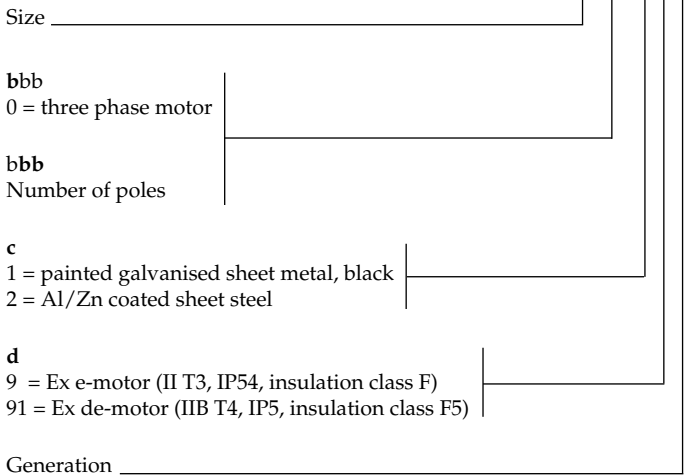 Size
bbb
0 = three phase motor
bbb
Number of poles
c
1 = painted galvanised sheet metal, black
2 = Al/Zn coated sheet steel
d
9 = Ex e-motor (II T3, IP54, insulation class F)
91 = Ex de-motor (IIB T4, IP5, insulation class F5)
Generation